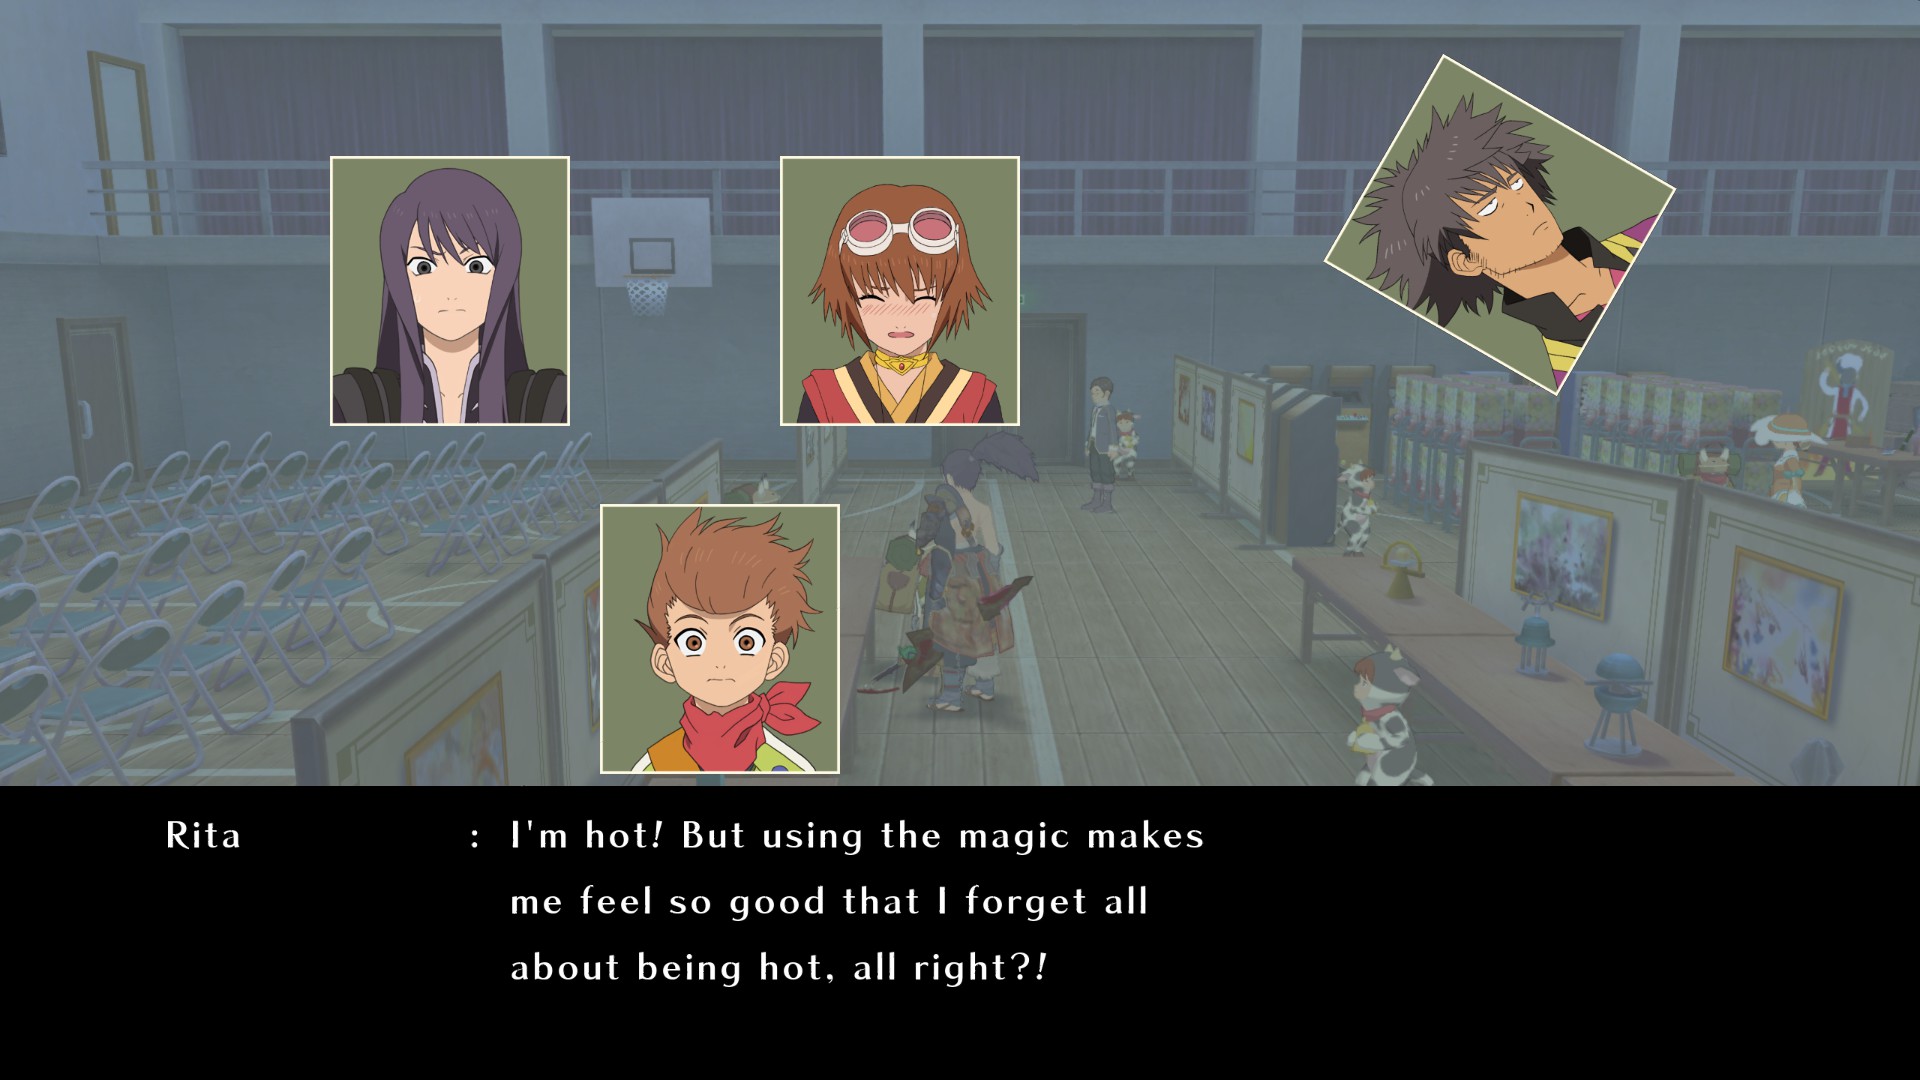 Rita : I'm hot! But using the magic makes
me feel so good that I forget all
about being hot, all right?!